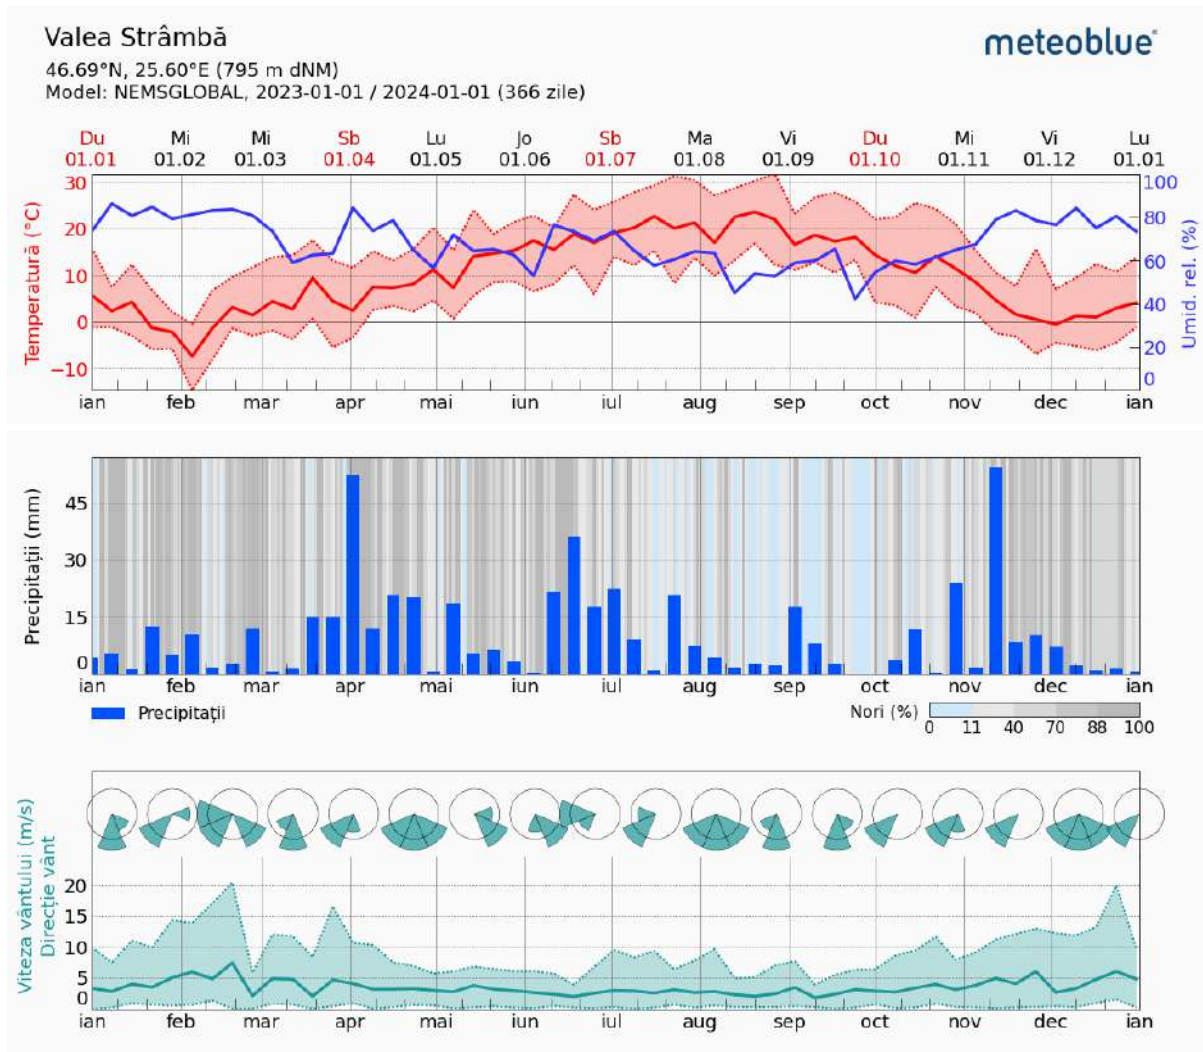 Valea Strâmbă
meteoblue
46.69°N, 25.60°E (795 m dNM)
Model: NEMSGLOBAL, 2023-01-01 / 2024-01-01 (366 zile)
Du Mi Mi Sb Lu Jo Sb Ma Vi Du Mi Vi Lu
01.01 01.02 01.03 01.04 01.05 01.06 01.07 01.08 01.09 01.10 01.11 01.12 01.01
Temperatură (°C)
30
20
10
0
−10
100
80
60
40
20
0
Umid. rel. (%)
ian feb mar apr mai iun iul aug sep oct nov dec ian
Precipitații (mm)
45
30
15
0
ian feb mar apr mai iun iul aug sep oct nov dec ian
Precipitații
Nori (%)
0 11 40 70 88 100
Viteza vântului (m/s)
Direcție vânt
20
15
10
5
0
ian feb mar apr mai iun iul aug sep oct nov dec ian